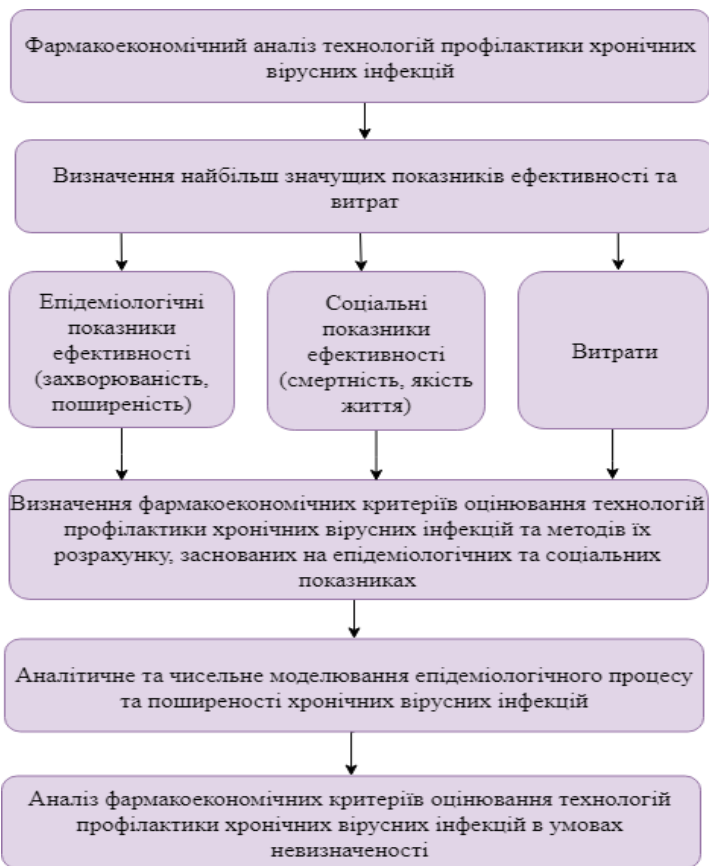 Фармакоекономічний аналіз технологій профілактики хронічних
вірусних інфекцій
Визначення найбільш значущих показників ефективності та
витрат
Епідеміологічні
показники
ефективності
(захворюваність,
поширеність)
Соціальні
показники
ефективності
(смертність, якість
життя)
Витрати
Визначення фармакоекономічних критеріїв оцінювання технологій
профілактики хронічних вірусних інфекцій та методів їх
розрахунку, заснованих на епідеміологічних та соціальних
показниках
Аналітичне та чисельне моделювання епідеміологічного процесу
та поширеності хронічних вірусних інфекцій
Аналіз фармакоекономічних критеріїв оцінювання технологій
профілактики хронічних вірусних інфекцій в умовах
невизначеності